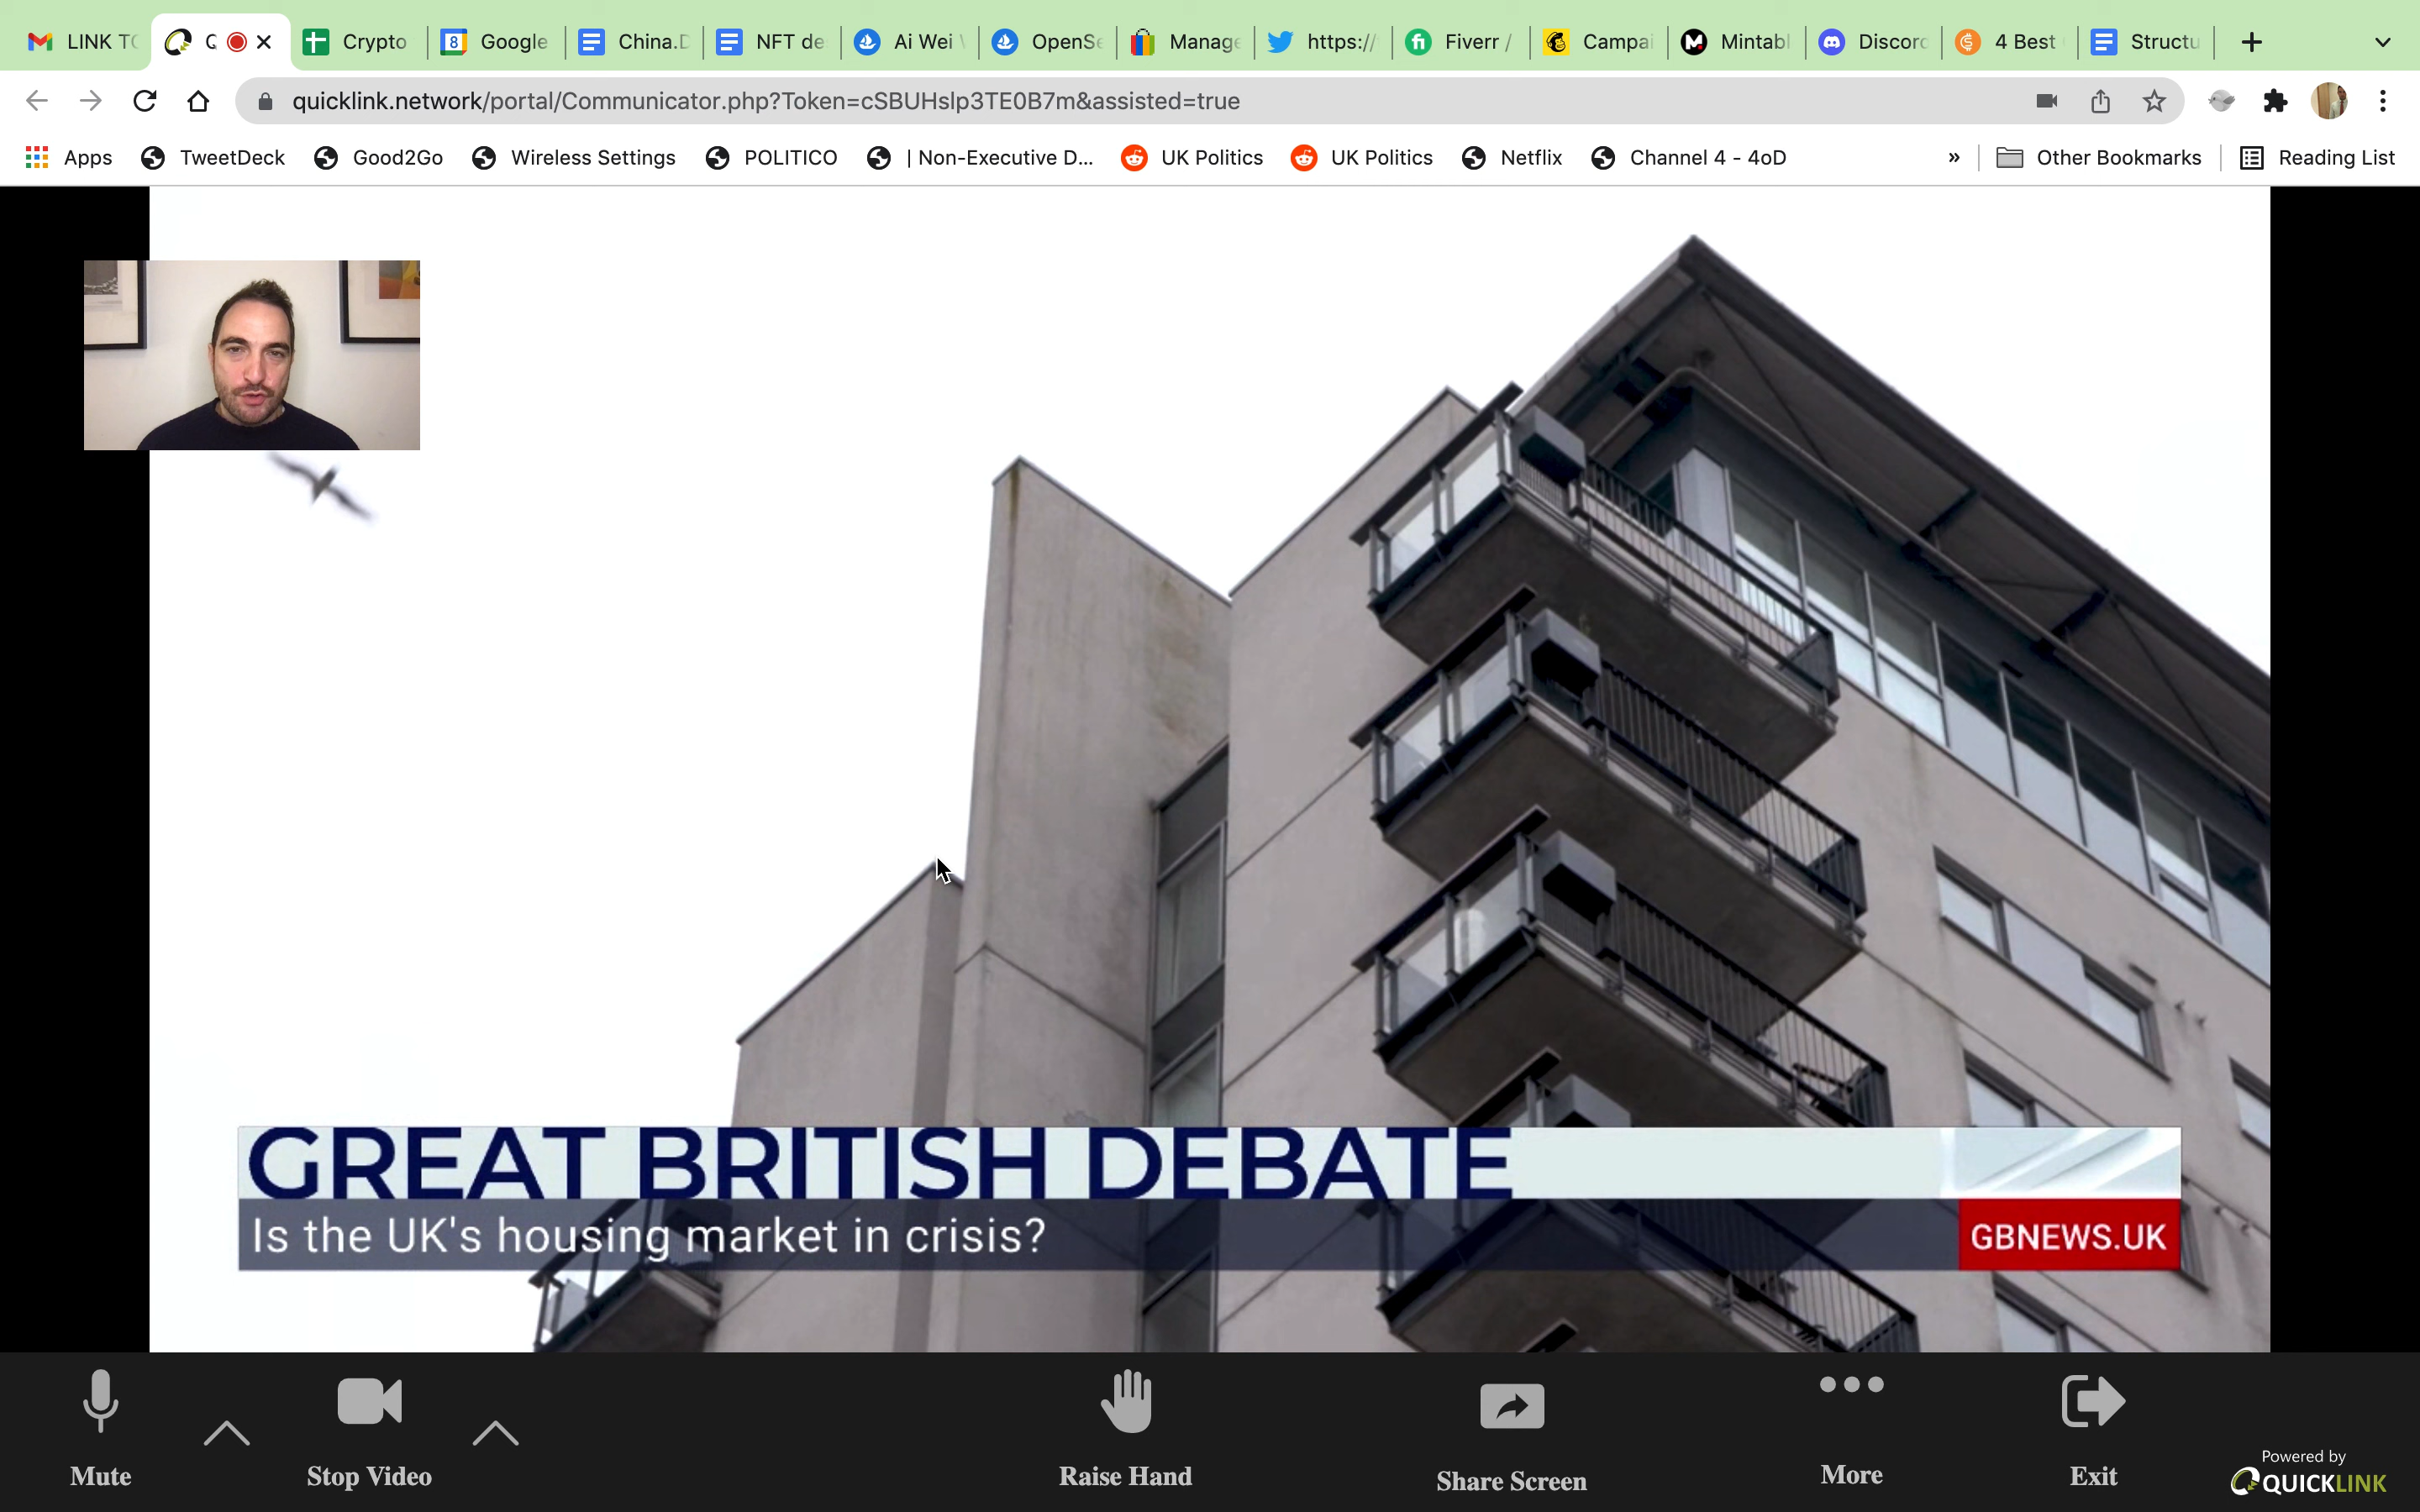 LINK TO
Q
Crypto
8
Google
China.D
NFT de
Ai Wei
OpenSe
Manage
https://
Fiverr /
Campai
Mintabl
Discord
4 Best
Structu
quicklink.network/portal/Communicator.php?Token=cSBUHslp3TE0B7m&assisted=true
Apps
TweetDeck
Good2Go
Wireless Settings
POLITICO
| Non-Executive D...
UK Politics
UK Politics
Netflix
Channel 4 - 4oD
»
Other Bookmarks
Reading List
GREAT BRITISH DEBATE
Is the UK's housing market in crisis?
GBNEWS.UK
Mute
Stop Video
Raise Hand
Share Screen
More
Exit
Powered by
QUICKLINK